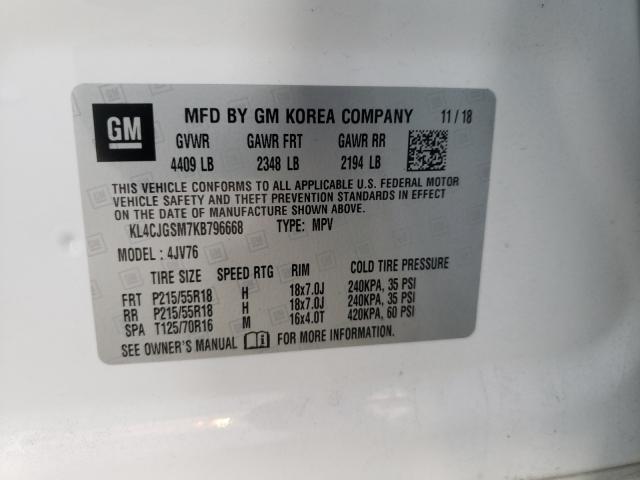 GM
MFD BY GM KOREA COMPANY 11 / 18
GVWR GAWR FRT GAWR RR
4409 LB 2348 LB 2194 LB
THIS VEHICLE CONFORMS TO ALL APPLICABLE U.S. FEDERAL MOTOR
VEHICLE SAFETY AND THEFT PREVENTION STANDARDS IN EFFECT
ON THE DATE OF MANUFACTURE SHOWN ABOVE.
KL4CJGSM7KB796668 TYPE: MPV
MODEL : 4JV76
TIRE SIZE SPEED RTG RIM COLD TIRE PRESSURE
FRT P215/55R18 H 18x7.0J 240KPA, 35 PSI
RR P215/55R18 H 18x7.0J 240KPA, 35 PSI
SPA T125/70R16 M 16x4.0T 420KPA, 60 PSI
SEE OWNER'S MANUAL FOR MORE INFORMATION.